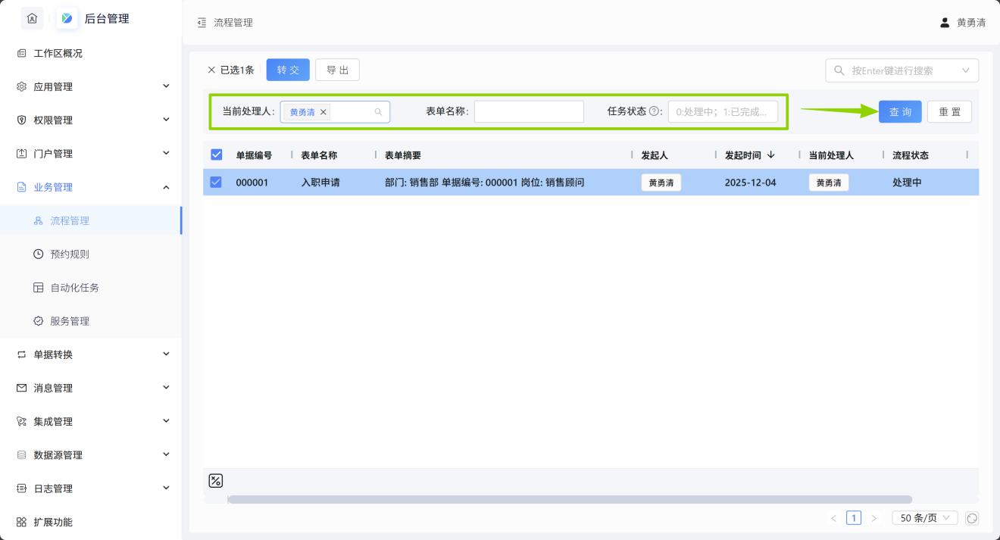 后台管理
流程管理
黄勇清
工作区概况
应用管理
权限管理
门户管理
业务管理
流程管理
预约规则
自动化任务
服务管理
单据转换
消息管理
集成管理
数据源管理
日志管理
扩展功能
已选1条 转 交 导 出 按Enter键进行搜索
当前处理人: 黄勇清 表单名称: 任务状态 ?: 0:处理中；1:已完成... 查 询 重 置
单据编号 表单名称 表单摘要 发起人 发起时间 当前处理人 流程状态
000001 入职申请 部门: 销售部 单据编号: 000001 岗位: 销售顾问 黄勇清 2025-12-04 黄勇清 处理中
1 50 条/页